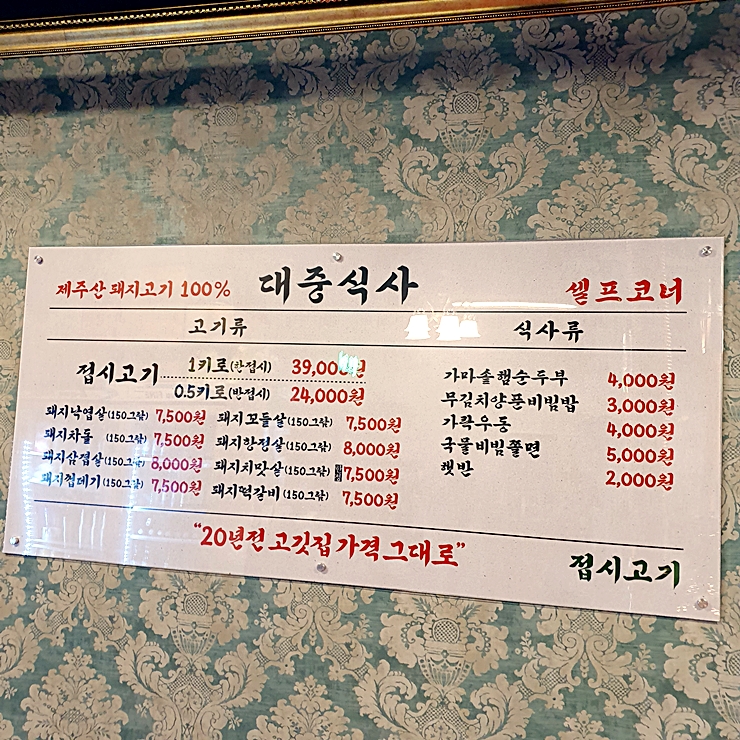 제주산 돼지고기 100% 대중식사 셀프코너
고기류 식사류
접시고기 1키로(한접시) 39,000원
0.5키로(반접시) 24,000원
돼지낙엽살(150그람) 7,500원 돼지꼬들살(150그람) 7,500원
돼지차돌 (150그람) 7,500원 돼지항정살(150그람) 8,000원
돼지삼겹살(150그람) 8,000원 돼지치맛살(150그람) 7,500원
돼지껍데기(150그람) 7,500원 돼지떡갈비(150그람) 7,500원
가마솥햄순두부 4,000원
무김치양푼비빔밥 3,000원
가락우동 4,000원
국물비빔쫄면 5,000원
햇반 2,000원
"20년전 고깃집 가격 그대로"
접시고기